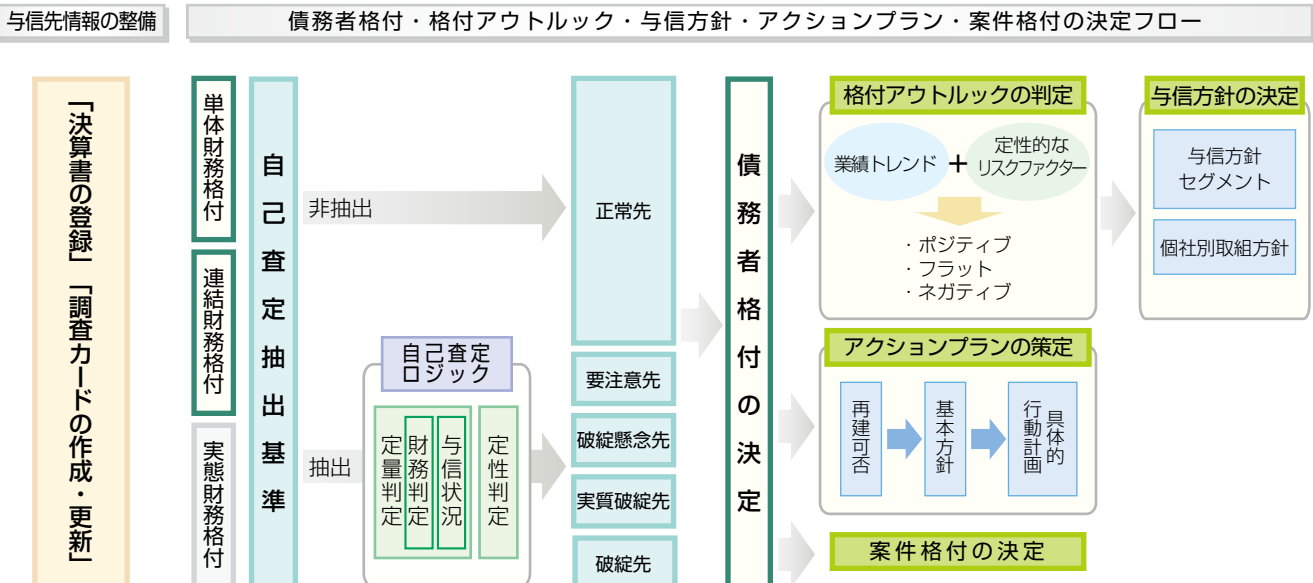 与信先情報の整備
債務者格付・格付アウトルック・与信方針・アクションプラン・案件格付の決定フロー
「決算書の登録」「調査カードの作成・更新」
単体財務格付
連結財務格付
実態財務格付
自己査定抽出基準
非抽出
抽出
自己査定
ロジック
定量判定
財務判定
与信状況
定性判定
正常先
要注意先
破綻懸念先
実質破綻先
破綻先
債務者格付の決定
格付アウトルックの判定
業績トレンド
+
定性的な
リスクファクター
・ポジティブ
・フラット
・ネガティブ
与信方針の決定
与信方針
セグメント
個社別取組方針
アクションプランの策定
再建可否
基本方針
具体的
行動計画
案件格付の決定